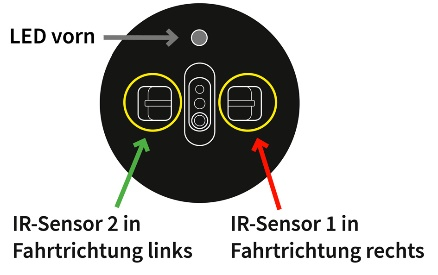 LED vorn
IR-Sensor 2 in
Fahrtrichtung links
IR-Sensor 1 in
Fahrtrichtung rechts